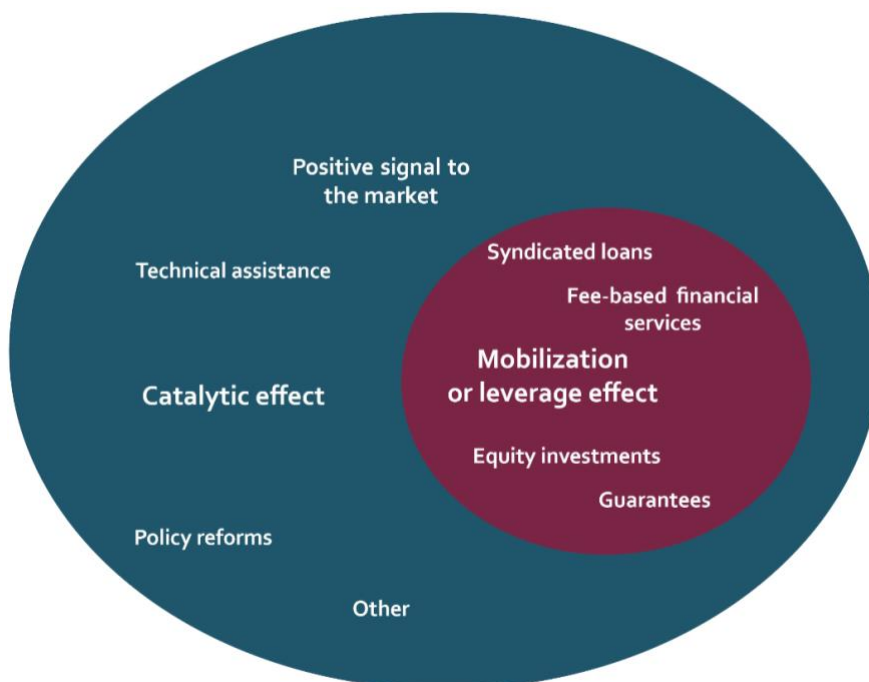 Positive signal to
the market
Syndicated loans
Technical assistance
Fee-based financial
services
Mobilization
or leverage effect
Catalytic effect
Equity investments
Guarantees
Policy reforms
Other